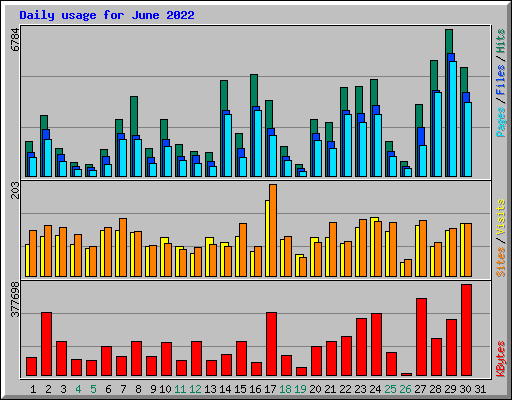 Daily usage for June 2022
6784
Pages / Files / Hits
203
Sites / Visits
377698
KBytes
1 2 3 4 5 6 7 8 9 10 11 12 13 14 15 16 17 18 19 20 21 22 23 24 25 26 27 28 29 30 31